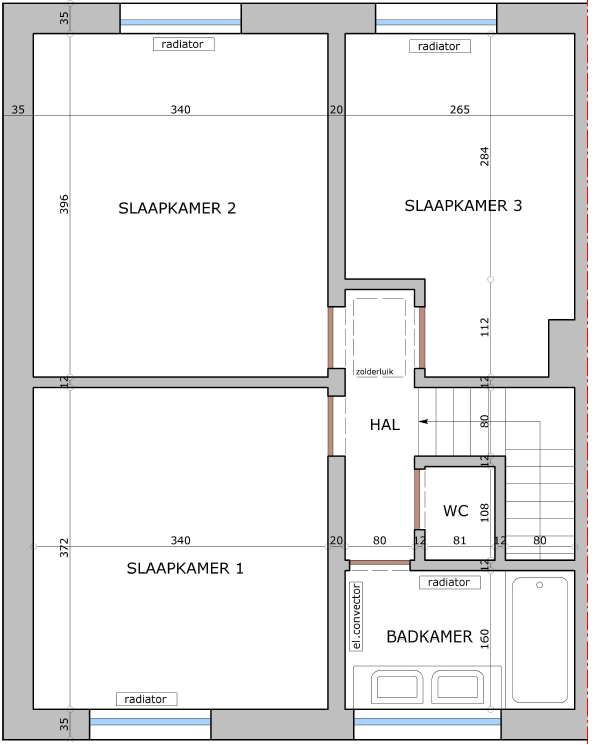 35
radiator
radiator
35
340
20
265
284
396
SLAAPKAMER 2
SLAAPKAMER 3
112
zolderluik
12
12
80
HAL
12
WC
108
372
340
20
80
12
81
12
80
SLAAPKAMER 1
12
radiator
el.convector
BADKAMER
160
radiator
35